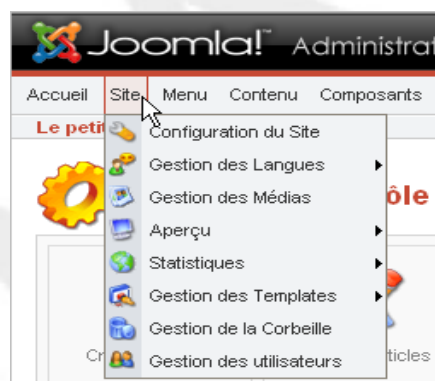 Joomla!™ Administrat
Accueil Site Menu Contenu Composants
Le petit
Configuration du Site
Gestion des Langues
Gestion des Médias
ôle
Aperçu
Statistiques
Gestion des Templates
Gestion de la Corbeille
Gestion des utilisateurs
Cr
ticles